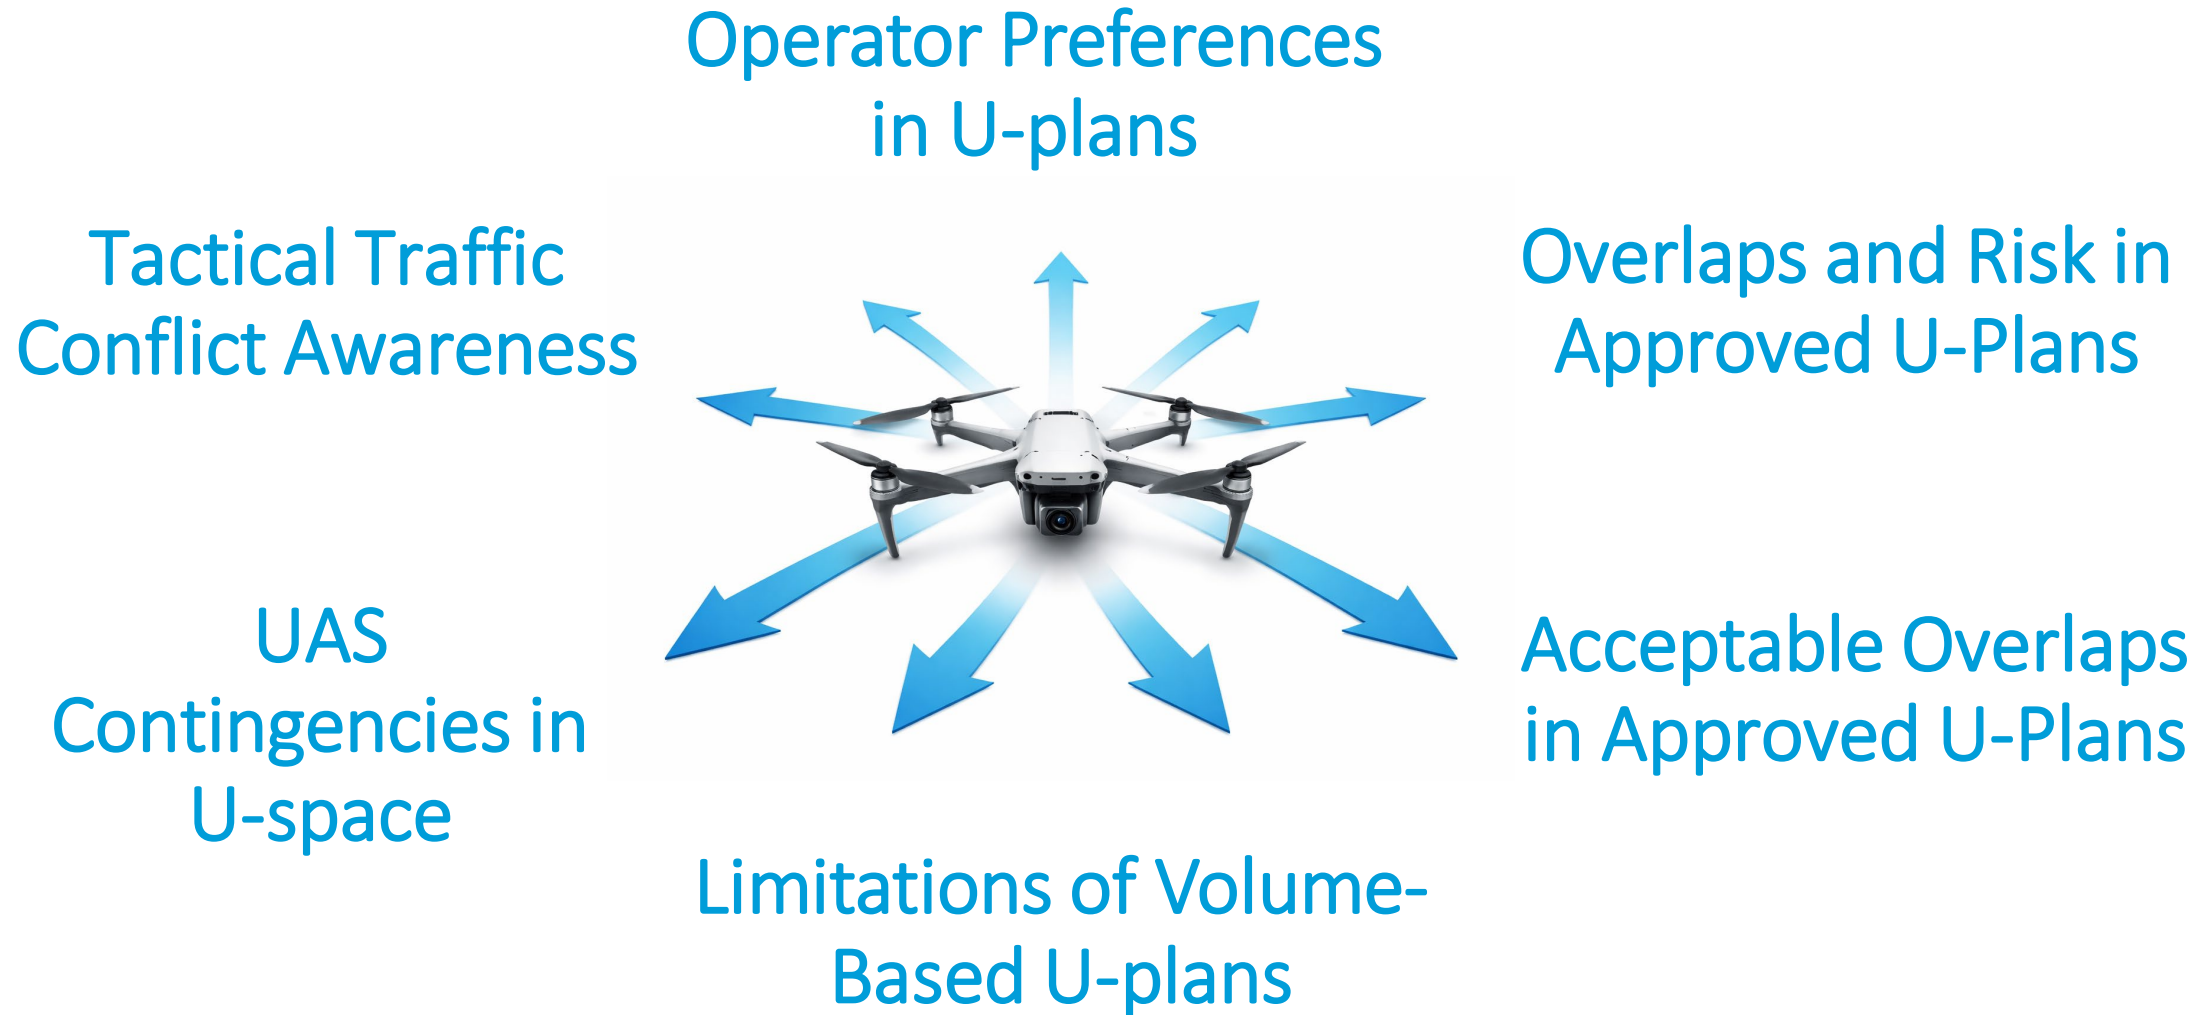 Operator Preferences
in U-plans
Tactical Traffic
Conflict Awareness
Overlaps and Risk in
Approved U-Plans
UAS
Contingencies in
U-space
Acceptable Overlaps
in Approved U-Plans
Limitations of Volume-
Based U-plans